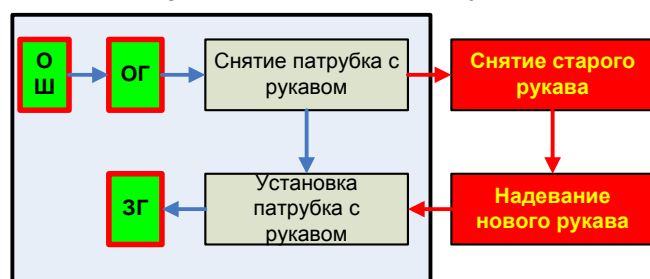 О
Ш
ОГ
Снятие патрубка с
рукавом
Снятие старого
рукава
ЗГ
Установка
патрубка с
рукавом
Надевание
нового рукава